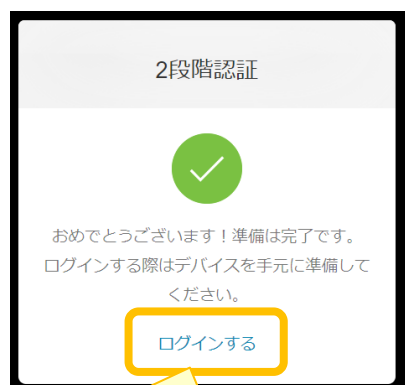 2段階認証
おめでとうございます！準備は完了です。
ログインする際はデバイスを手元に準備して
ください。
ログインする